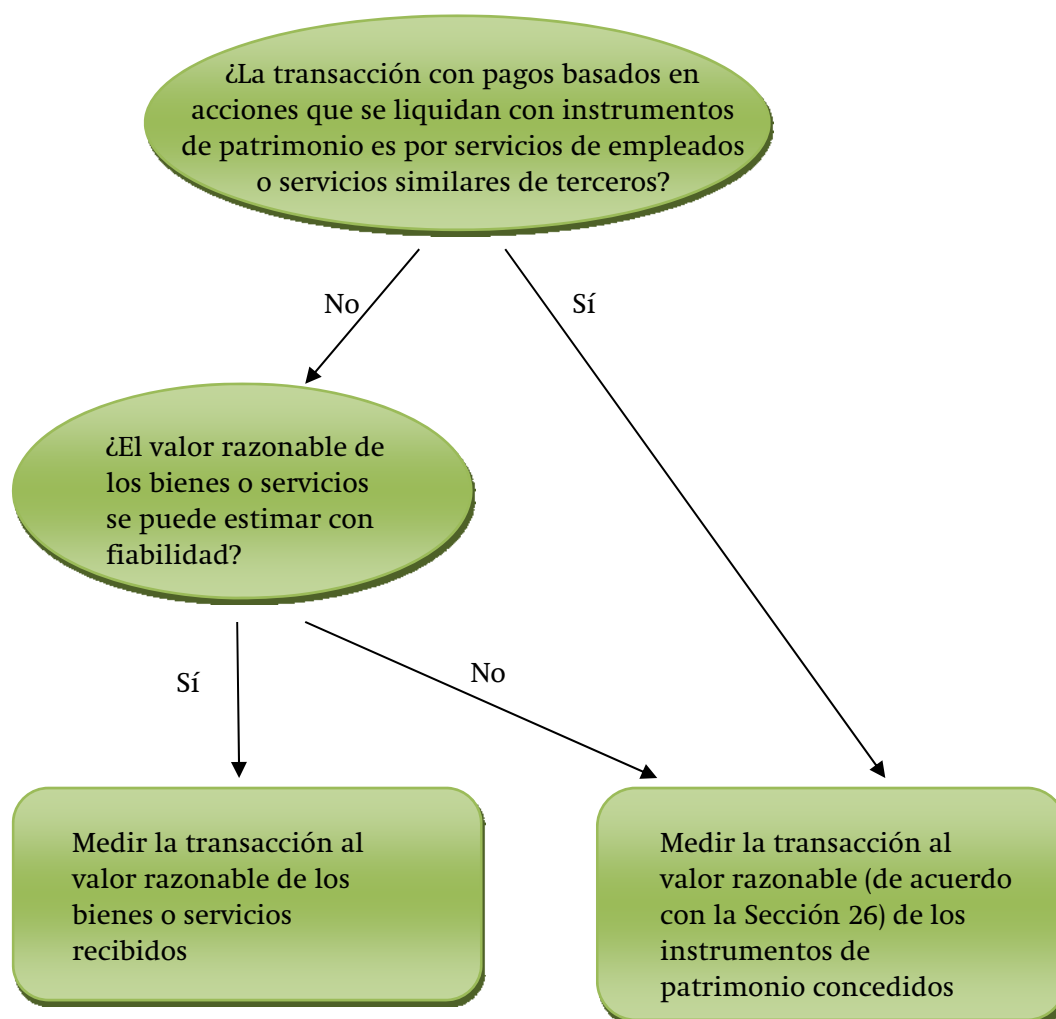 ¿La transacción con pagos basados en
acciones que se liquidan con instrumentos
de patrimonio es por servicios de empleados
o servicios similares de terceros?
No
Sí
¿El valor razonable de
los bienes o servicios
se puede estimar con
fiabilidad?
Sí
No
Medir la transacción al
valor razonable de los
bienes o servicios
recibidos
Medir la transacción al
valor razonable (de acuerdo
con la Sección 26) de los
instrumentos de
patrimonio concedidos